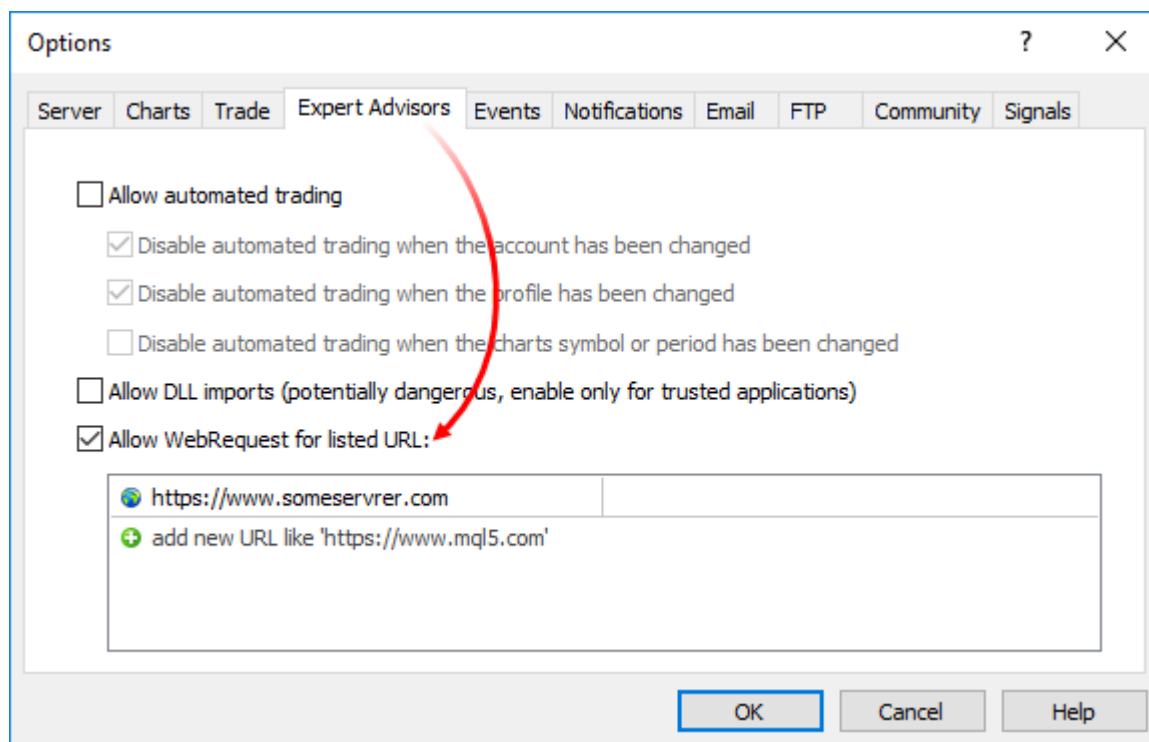 Options ?
Server Charts Trade Expert Advisors Events Notifications Email FTP Community Signals
Allow automated trading
Disable automated trading when the account has been changed
Disable automated trading when the profile has been changed
Disable automated trading when the charts symbol or period has been changed
Allow DLL imports (potentially dangerous, enable only for trusted applications)
Allow WebRequest for listed URL:
https://www.someservrer.com
add new URL like 'https://www.mql5.com'
OK Cancel Help